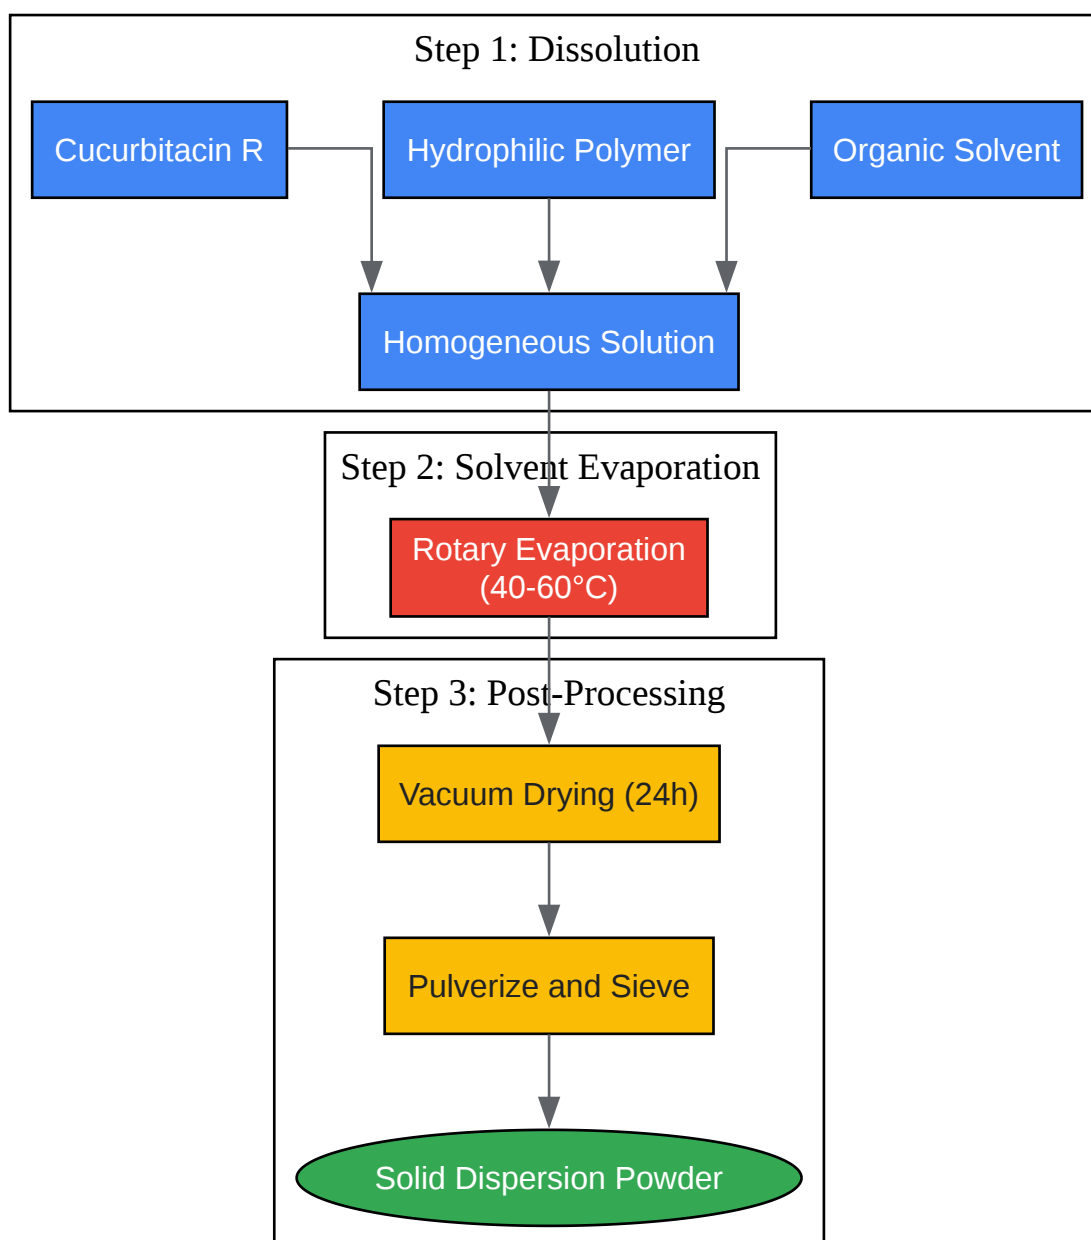 Step 1: Dissolution
Cucurbitacin R
Hydrophilic Polymer
Organic Solvent
Homogeneous Solution
Step 2: Solvent Evaporation
Rotary Evaporation
(40-60°C)
Step 3: Post-Processing
Vacuum Drying (24h)
Pulverize and Sieve
Solid Dispersion Powder